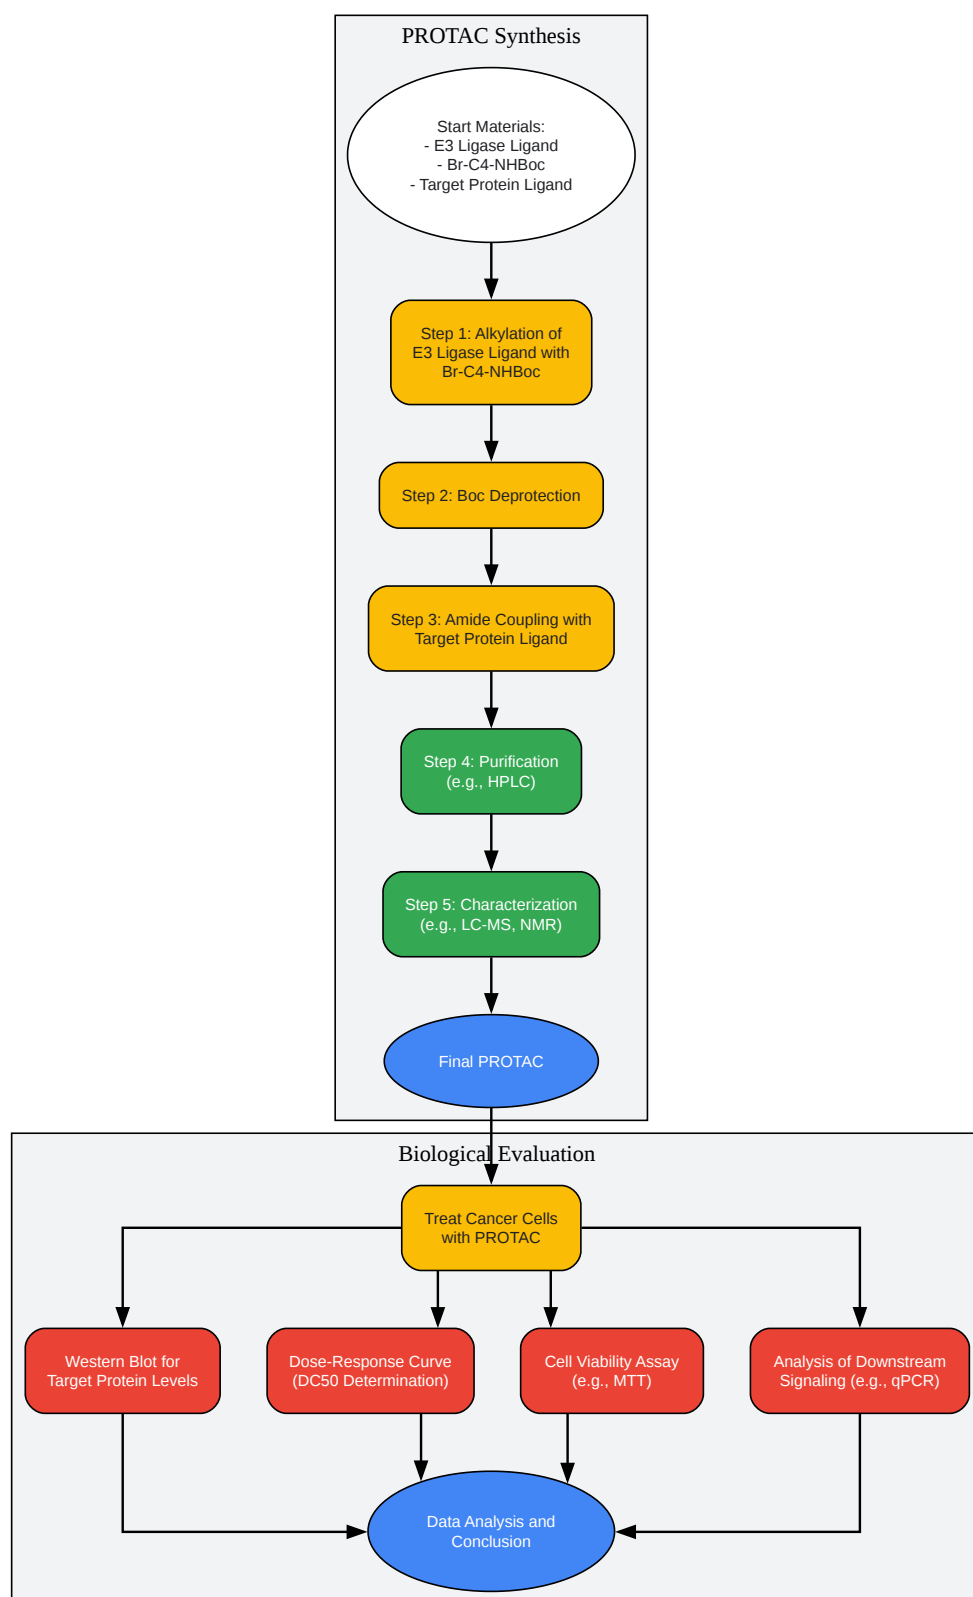 PROTAC Synthesis
Start Materials:
- E3 Ligase Ligand
- Br-C4-NHBoc
- Target Protein Ligand
Step 1: Alkylation of
E3 Ligase Ligand with
Br-C4-NHBoc
Step 2: Boc Deprotection
Step 3: Amide Coupling with
Target Protein Ligand
Step 4: Purification
(e.g., HPLC)
Step 5: Characterization
(e.g., LC-MS, NMR)
Final PROTAC
Biological Evaluation
Treat Cancer Cells
with PROTAC
Western Blot for
Target Protein Levels
Dose-Response Curve
(DC50 Determination)
Cell Viability Assay
(e.g., MTT)
Analysis of Downstream
Signaling (e.g., qPCR)
Data Analysis and
Conclusion